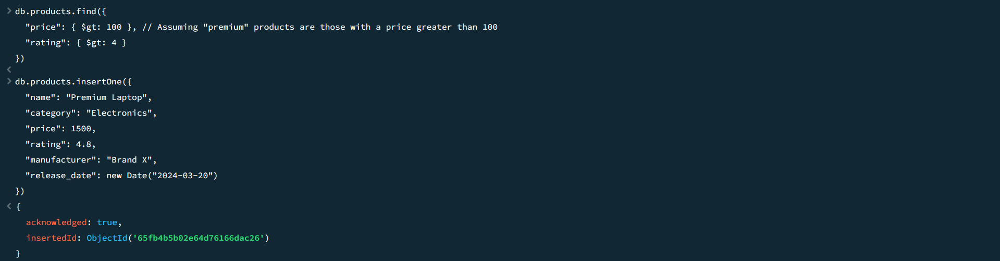 > db.products.find({
"price": { $gt: 100 }, // Assuming "premium" products are those with a price greater than 100
"rating": { $gt: 4 }
})
<
> db.products.insertOne({
"name": "Premium Laptop",
"category": "Electronics",
"price": 1500,
"rating": 4.8,
"manufacturer": "Brand X",
"release_date": new Date("2024-03-20")
})
< {
acknowledged: true,
insertedId: ObjectId('65fb4b5b02e64d76166dac26')
}